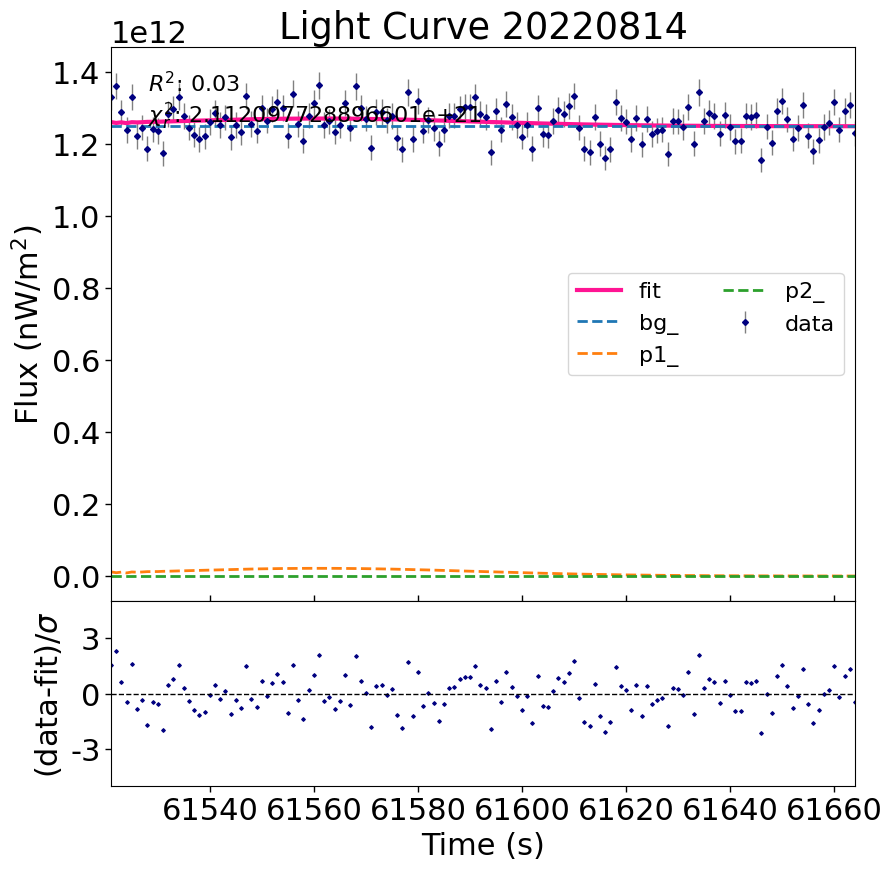 Light Curve 20220814
1e12
R²: 0.03
1.4
1.2
1.0
0.8
0.6
0.4
0.2
0.0
Flux (nW/m²)
fit
bg_
p1_
p2_
data
3
0
-3
(data-fit)/σ
61540 61560 61580 61600 61620 61640 61660
Time (s)